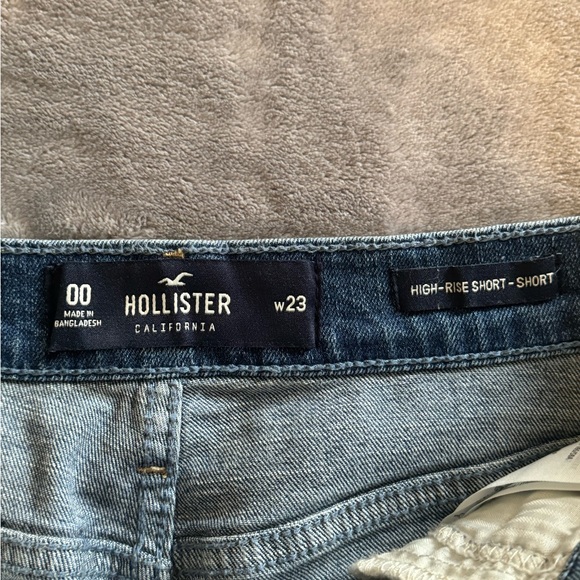 00
MADE IN
BANGLADESH
HOLLISTER
CALIFORNIA
W23
HIGH-RISE SHORT-SHORT